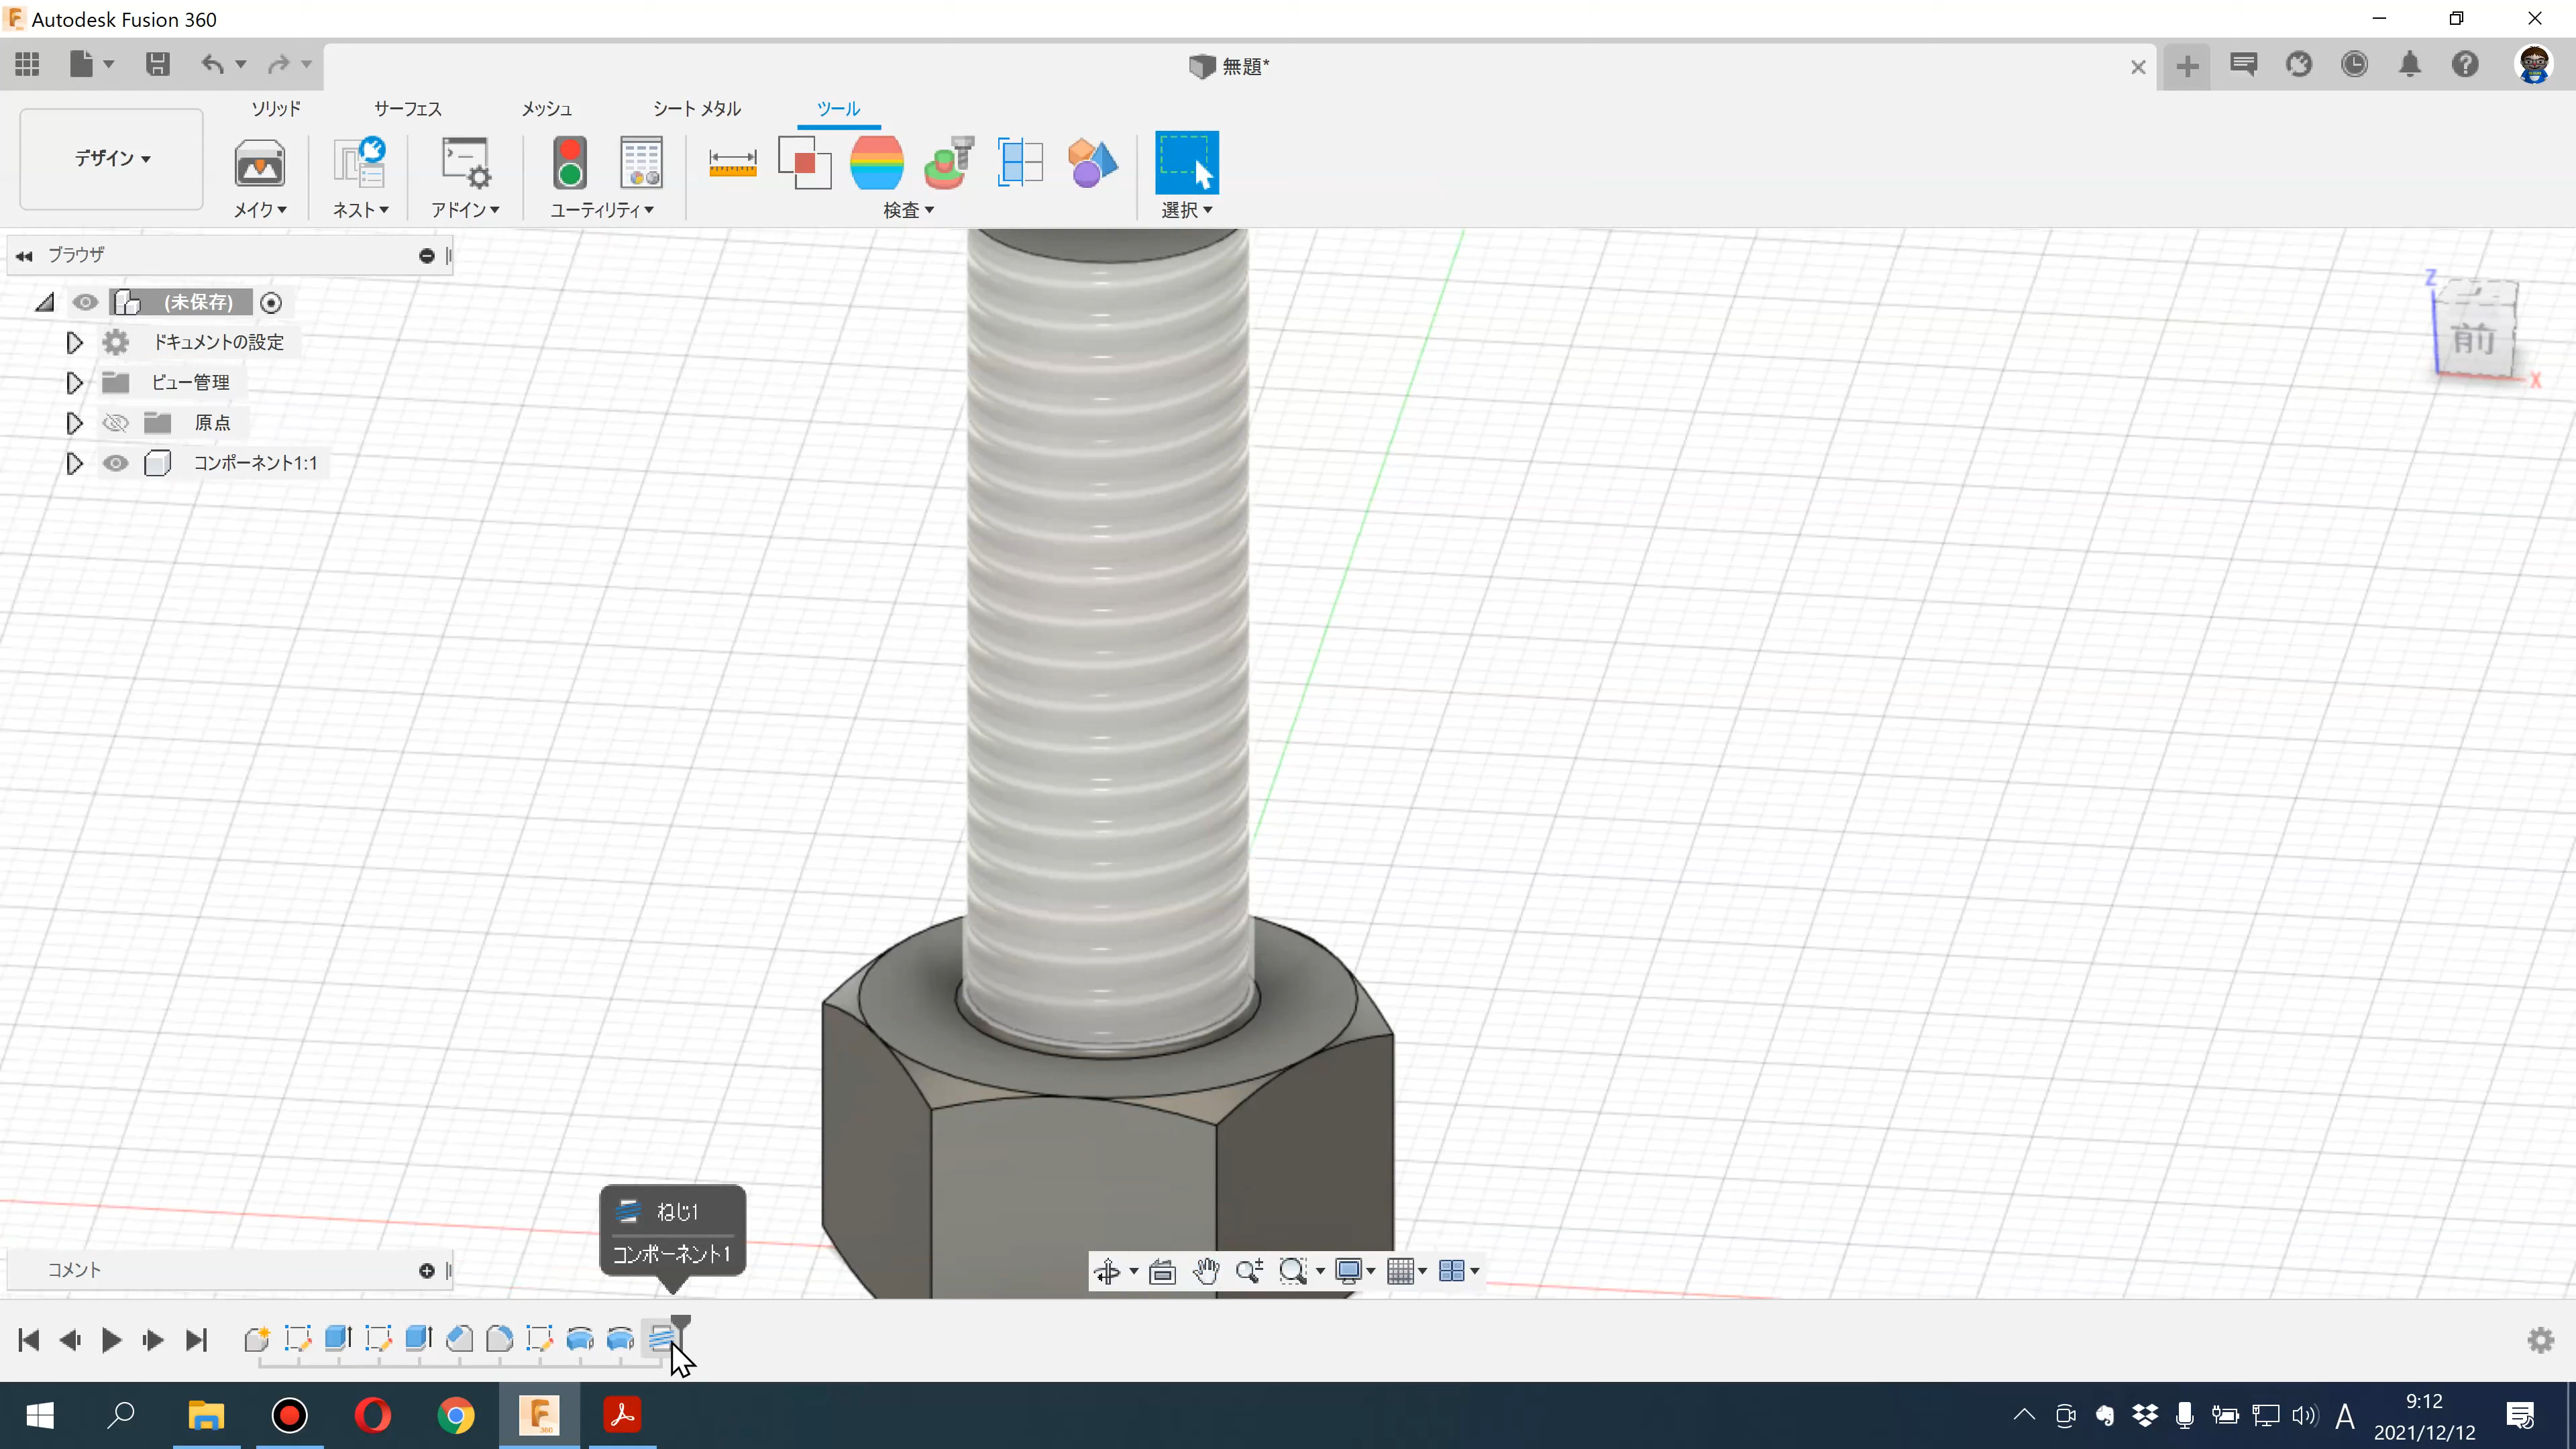 Autodesk Fusion 360
無題*
ソリッド
サーフェス
メッシュ
シート メタル
ツール
デザイン
メイク
ネスト
アドイン
ユーティリティ
検査
選択
ブラウザ
(未保存)
ドキュメントの設定
ビュー管理
原点
コンポーネント1:1
Z
前
X
ねじ1
コンポーネント1
コメント
360
A
9:12
2021/12/12